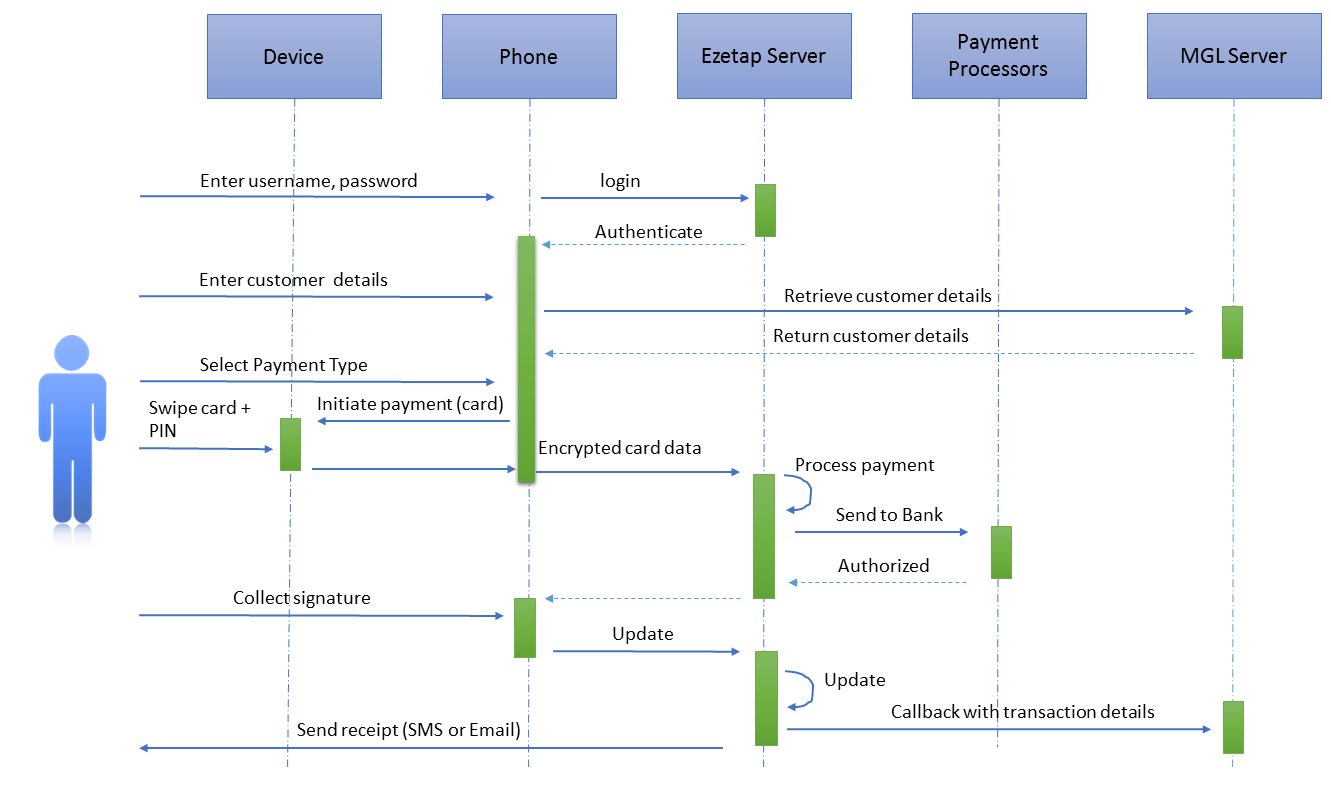 Device
Phone
Ezetap Server
Payment
Processors
MGL Server
Enter username, password
login
Authenticate
Enter customer details
Retrieve customer details
Return customer details
Select Payment Type
Initiate payment (card)
Swipe card +
PIN
Encrypted card data
Process payment
Send to Bank
Authorized
Collect signature
Update
Update
Callback with transaction details
Send receipt (SMS or Email)